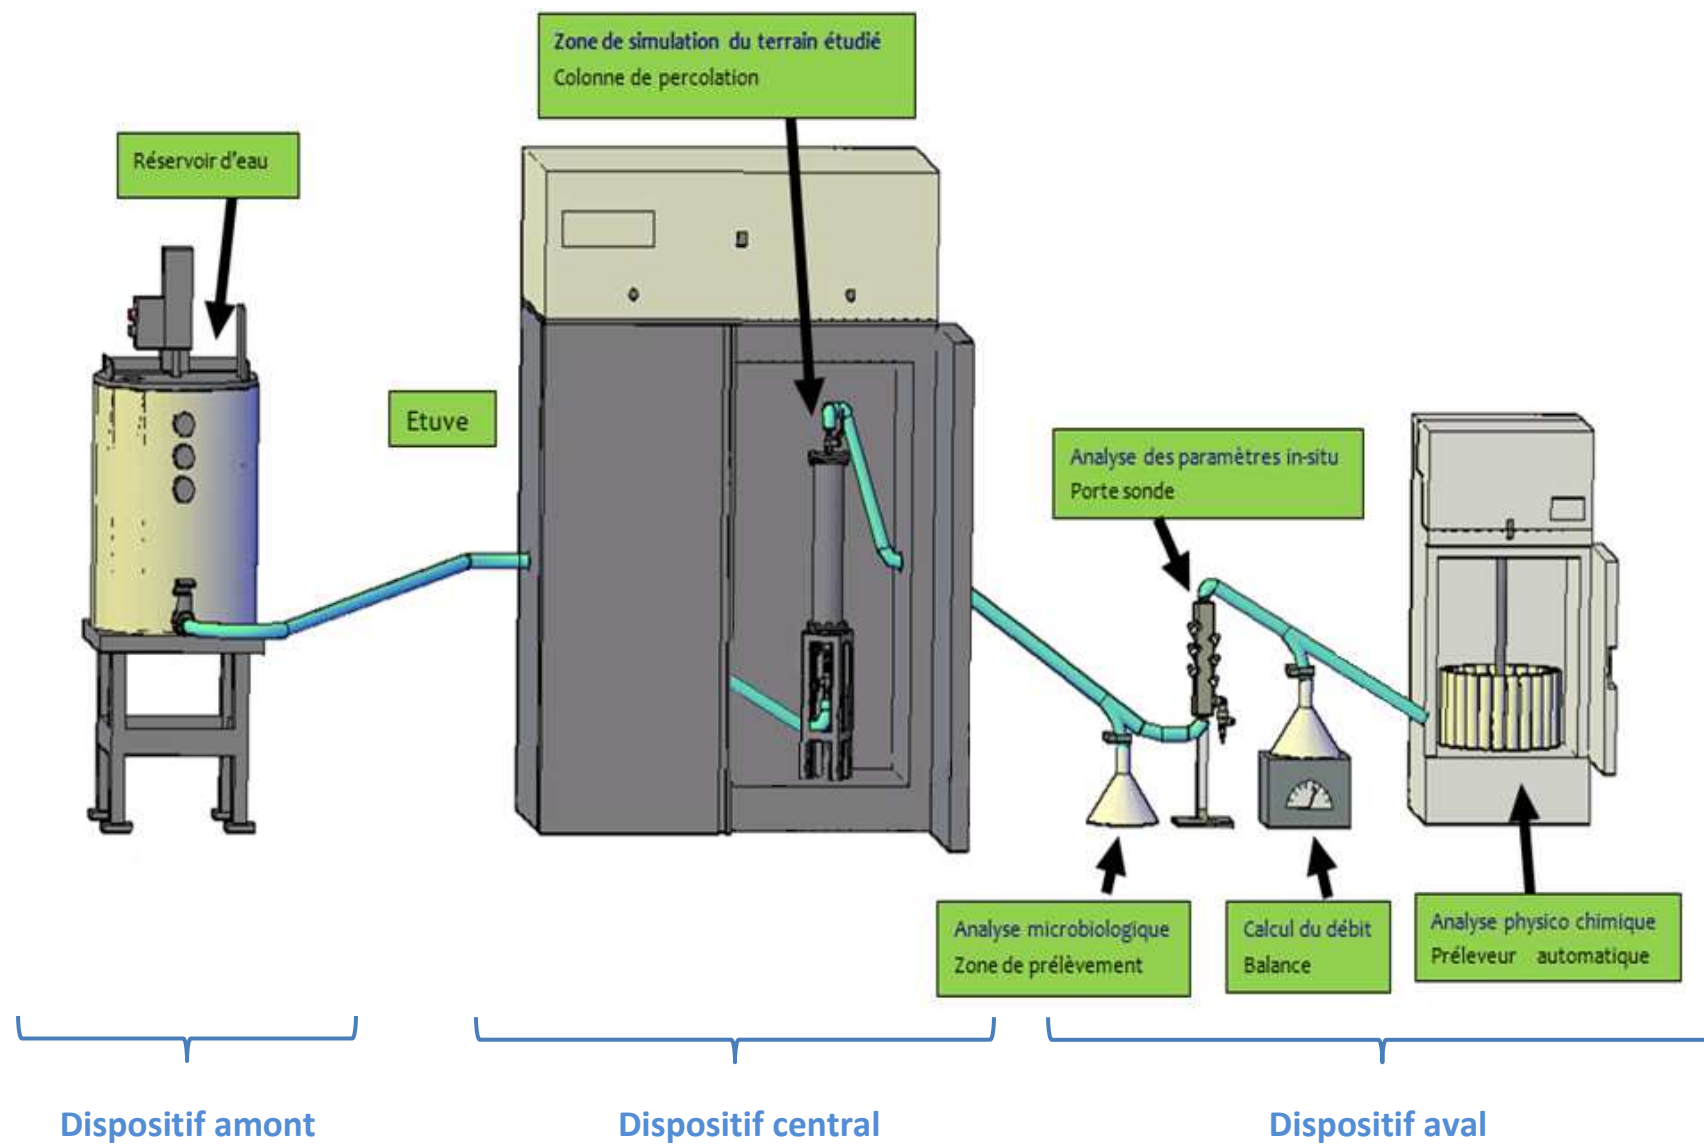 Zone de simulation du terrain étudié
Colonne de percolation
Réservoir d'eau
Etuve
Analyse des paramètres in-situ
Porte sonde
Analyse microbiologique
Zone de prélèvement
Calcul du débit
Balance
Analyse physico chimique
Préleveur automatique
Dispositif amont
Dispositif central
Dispositif aval